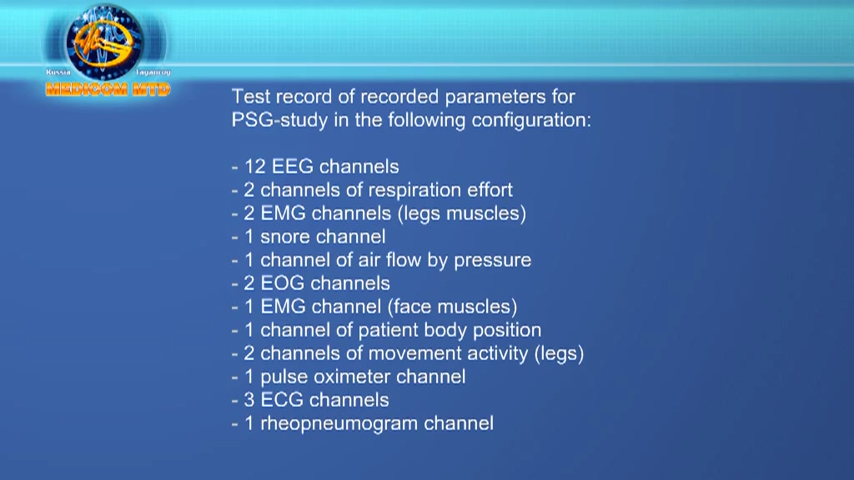 Russia Taganrog
MEDICOM MTD
Test record of recorded parameters for
PSG-study in the following configuration:
- 12 EEG channels
- 2 channels of respiration effort
- 2 EMG channels (legs muscles)
- 1 snore channel
- 1 channel of air flow by pressure
- 2 EOG channels
- 1 EMG channel (face muscles)
- 1 channel of patient body position
- 2 channels of movement activity (legs)
- 1 pulse oximeter channel
- 3 ECG channels
- 1 rheopneumogram channel